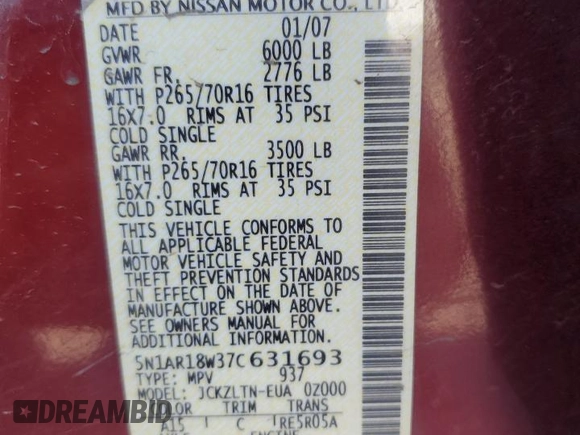 MFD BY NISSAN MOTOR CO., LTD
DATE 01/07
GVWR 6000 LB
GAWR FR. 2776 LB
WITH P265/70R16 TIRES
16X7.0 RIMS AT 35 PSI
COLD SINGLE
GAWR RR. 3500 LB
WITH P265/70R16 TIRES
16X7.0 RIMS AT 35 PSI
COLD SINGLE
THIS VEHICLE CONFORMS TO
ALL APPLICABLE FEDERAL
MOTOR VEHICLE SAFETY AND
THEFT PREVENTION STANDARDS
IN EFFECT ON THE DATE OF
MANUFACTURE SHOWN ABOVE.
SEE OWNERS MANUAL FOR
ADDITIONAL INFORMATION
5N1AR18W37C631693
TYPE: MPV 937
MODEL: JCKZLTN-EUA 0Z000
COLOR TRIM TRANS
A15 C RE5R05A
ENGINE
DREAMBID